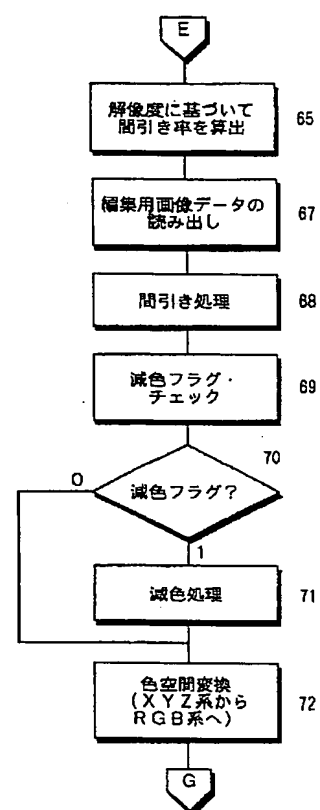 E
解像度に基づいて
間引き率を算出
65
編集用画像データの
読み出し
67
間引き処理
68
減色フラグ・
チェック
69
70
減色フラグ?
0
1
減色処理
71
色空間変換
(XYZ系から
RGB系へ)
72
G